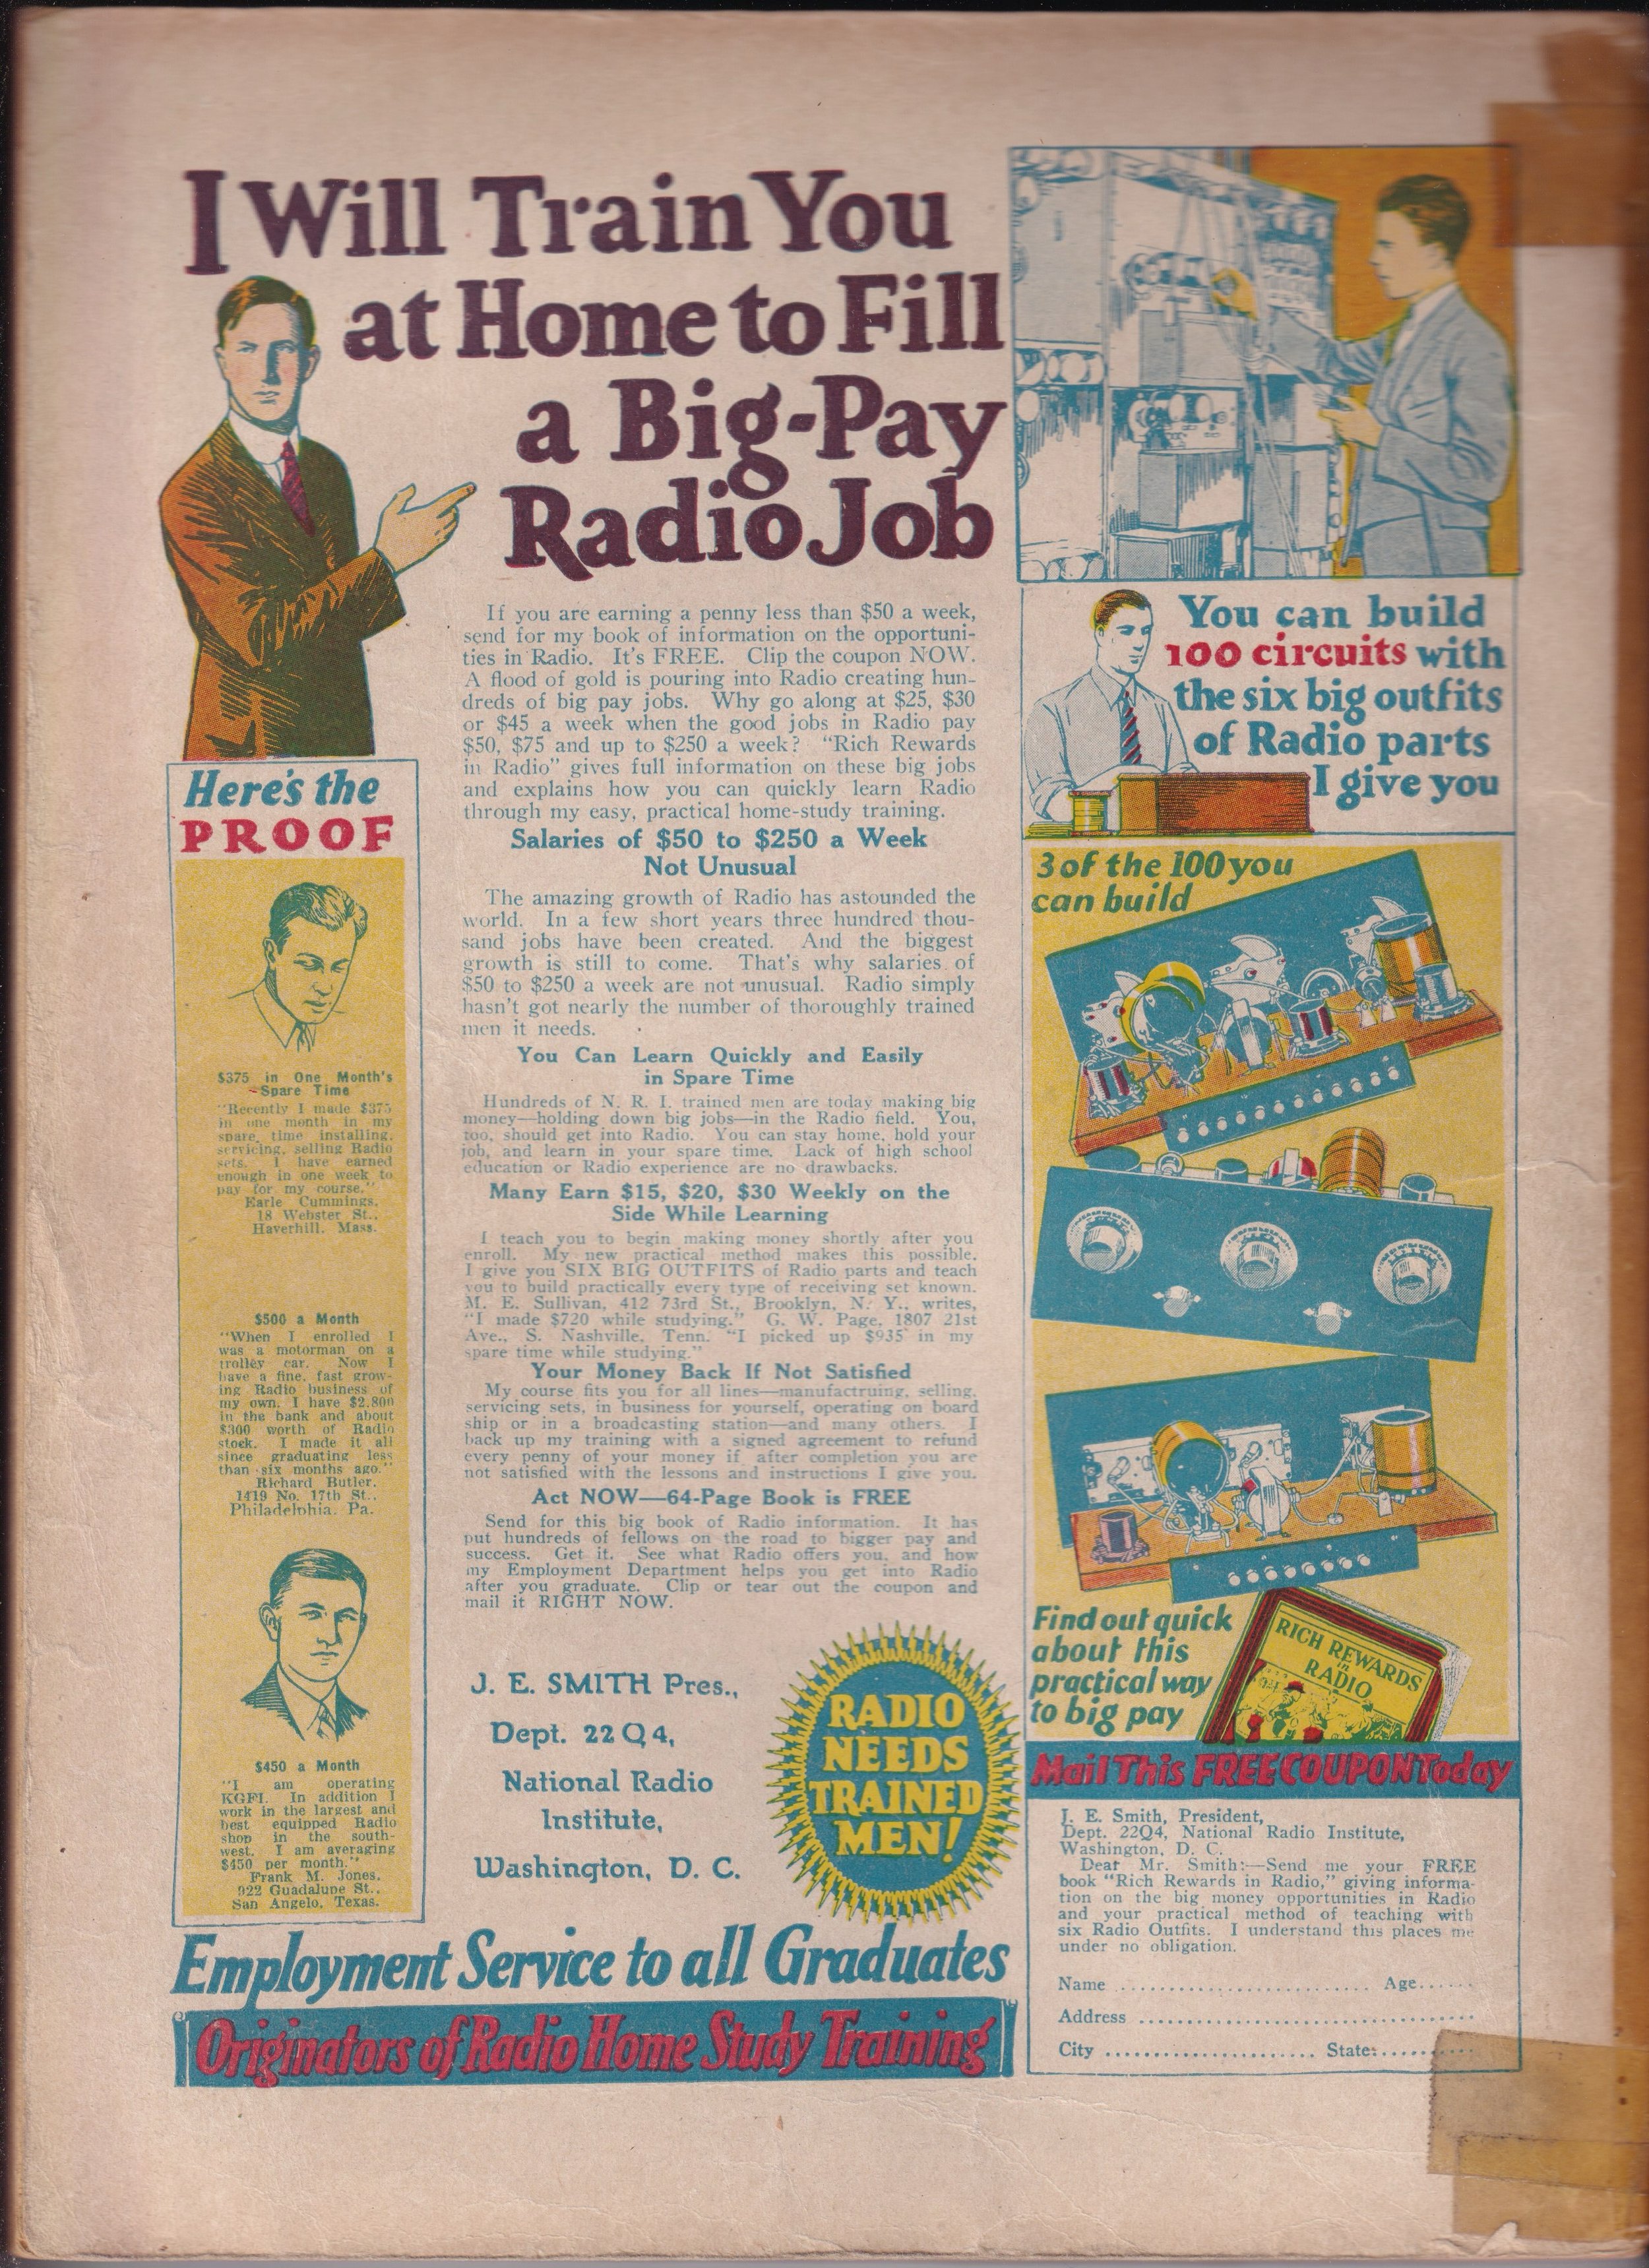 I Will Train You
at Home to Fill
a Big-Pay
Radio Job
If you are earning a penny less than $50 a week,
send for my book of information on the opportuni-
ties in Radio. It's FREE. Clip the coupon NOW.
A flood of gold is pouring into Radio creating hun-
dreds of big pay jobs. Why go along at $25, $30
or $45 a week when the good jobs in Radio pay
$50, $75 and up to $250 a week? "Rich Rewards
in Radio" gives full information on these big jobs
and explains how you can quickly learn Radio
through my easy, practical home-study training.
Salaries of $50 to $250 a Week
Not Unusual
The amazing growth of Radio has astounded the
world. In a few short years three hundred thou-
sand jobs have been created. And the biggest
growth is still to come. That's why salaries of
$50 to $250 a week are not unusual. Radio simply
hasn't got nearly the number of thoroughly trained
men it needs.
You Can Learn Quickly and Easily
in Spare Time
Hundreds of N. R. I. trained men are today making big
money—holding down big jobs—in the Radio field. You,
too, should get into Radio. You can stay home, hold your
job, and learn in your spare time. Lack of high school
education or Radio experience are no drawbacks.
Many Earn $15, $20, $30 Weekly on the
Side While Learning
I teach you to begin making money shortly after you
enroll. My new practical method makes this possible.
I give you SIX BIG OUTFITS of Radio parts and teach
you to build practically every type of receiving set known.
M. E. Sullivan, 412 73rd St., Brooklyn, N. Y., writes,
"I made $720 while studying." G. W. Page, 1807 21st
Ave., S. Nashville, Tenn. "I picked up $935 in my
spare time while studying."
Your Money Back If Not Satisfied
My course fits you for all lines—manufactruing, selling,
servicing sets, in business for yourself, operating on board
ship or in a broadcasting station—and many others. I
back up my training with a signed agreement to refund
every penny of your money if after completion you are
not satisfied with the lessons and instructions I give you.
Act NOW—64-Page Book is FREE
Send for this big book of Radio information. It has
put hundreds of fellows on the road to bigger pay and
success. Get it. See what Radio offers you, and how
my Employment Department helps you get into Radio
after you graduate. Clip or tear out the coupon and
mail it RIGHT NOW.
J. E. SMITH Pres.,
Dept. 22 Q 4,
National Radio
Institute,
Washington, D. C.
RADIO
NEEDS
TRAINED
MEN!
Here's the
PROOF
$375 in One Month's
Spare Time
"Recently I made $375
in one month in my
spare time installing,
servicing, selling Radio
sets. I have earned
enough in one week to
pay for my course."
Earle Cummings,
18 Webster St.,
Haverhill, Mass.
$500 a Month
"When I enrolled I
was a motorman on a
trolley car. Now I
have a fine, fast grow-
ing Radio business of
my own. I have $2,800
in the bank and about
$300 worth of Radio
stock. I made it all
since graduating less
than six months ago."
Richard Butler,
1419 No. 17th St.,
Philadelphia, Pa.
$450 a Month
"I am operating
KGFI. In addition I
work in the largest and
best equipped Radio
shop in the south-
west. I am averaging
$450 per month."
Frank M. Jones,
922 Guadalupe St.,
San Angelo, Texas.
Employment Service to all Graduates
Originators of Radio Home Study Training
You can build
100 circuits with
the six big outfits
of Radio parts
I give you
3 of the 100 you
can build
Find out quick
about this
practical way
to big pay
RICH REWARDS
IN
RADIO
Mail This FREE COUPON Today
J. E. Smith, President,
Dept. 22Q4, National Radio Institute,
Washington, D. C.
Dear Mr. Smith:—Send me your FREE
book "Rich Rewards in Radio," giving informa-
tion on the big money opportunities in Radio
and your practical method of teaching with
six Radio Outfits. I understand this places me
under no obligation.
Name .......................... Age......
Address ..................................
City ..................... State:..........